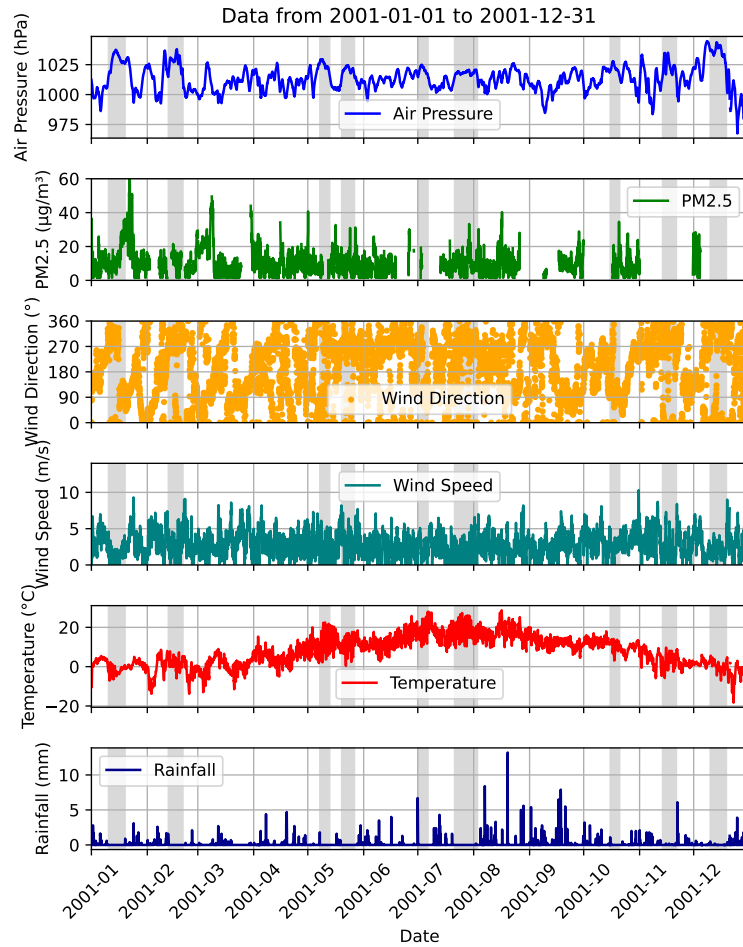 Data from 2001-01-01 to 2001-12-31
Air Pressure (hPa)
1025
1000
975
Air Pressure
PM2.5 (µg/m³)
60
40
20
0
PM2.5
Wind Direction (°)
360
270
180
90
0
Wind Direction
Wind Speed (m/s)
10
5
0
Wind Speed
Temperature (°C)
20
0
−20
Temperature
Rainfall (mm)
10
5
0
Rainfall
2001-01
2001-02
2001-03
2001-04
2001-05
2001-06
2001-07
2001-08
2001-09
2001-10
2001-11
2001-12
Date